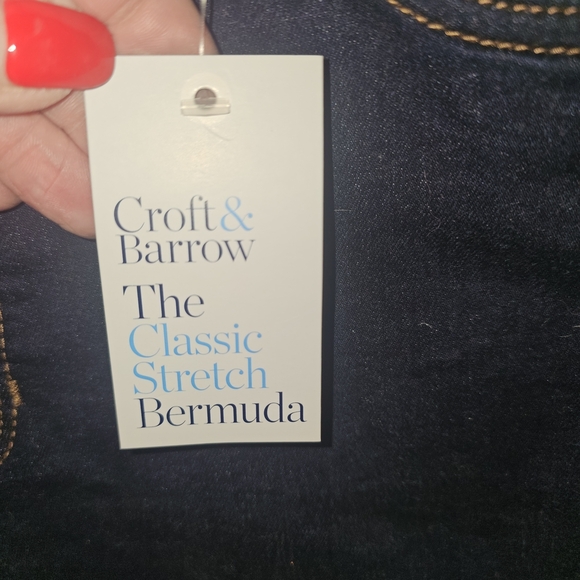 Croft&
Barrow
The
Classic
Stretch
Bermuda